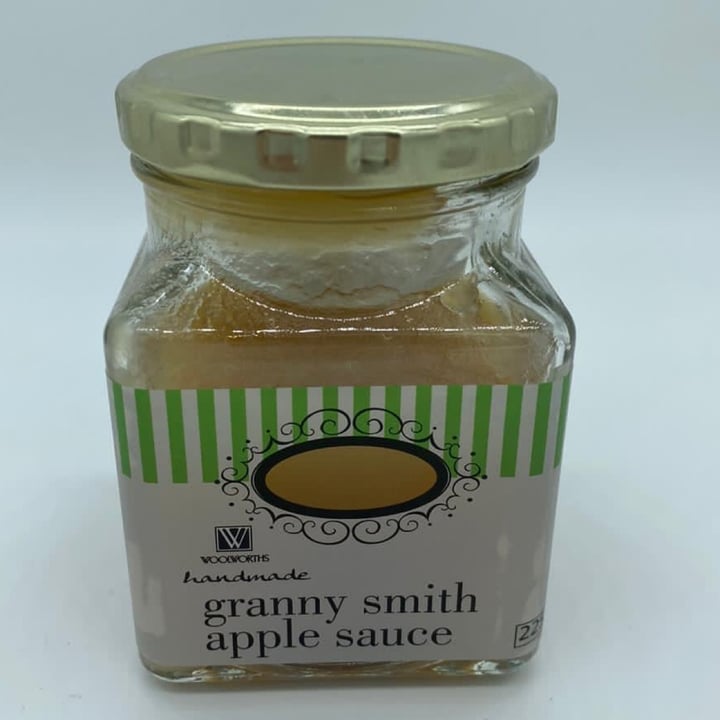 W
WOOLWORTHS
handmade
granny smith
apple sauce